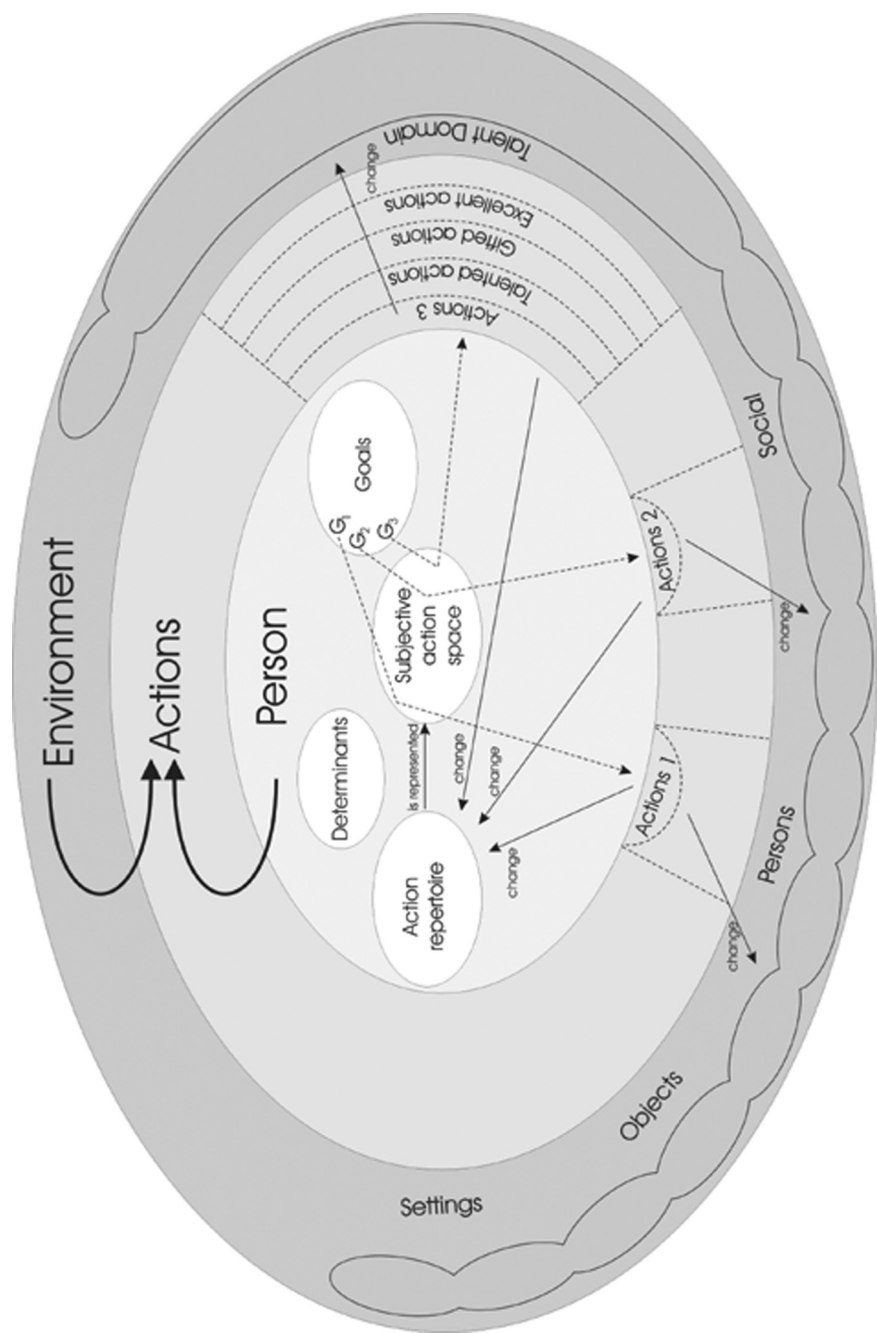 Environment
Actions
Person
Determinants
Goals
G1
G2
G3
Action
repertoire
is represented
Subjective
action
space
change
change
change
Actions 1
Actions 2
Actions 3
Talented actions
Gifted actions
Excellent actions
Talent Domain
change
change
change
Settings
Objects
Persons
Social